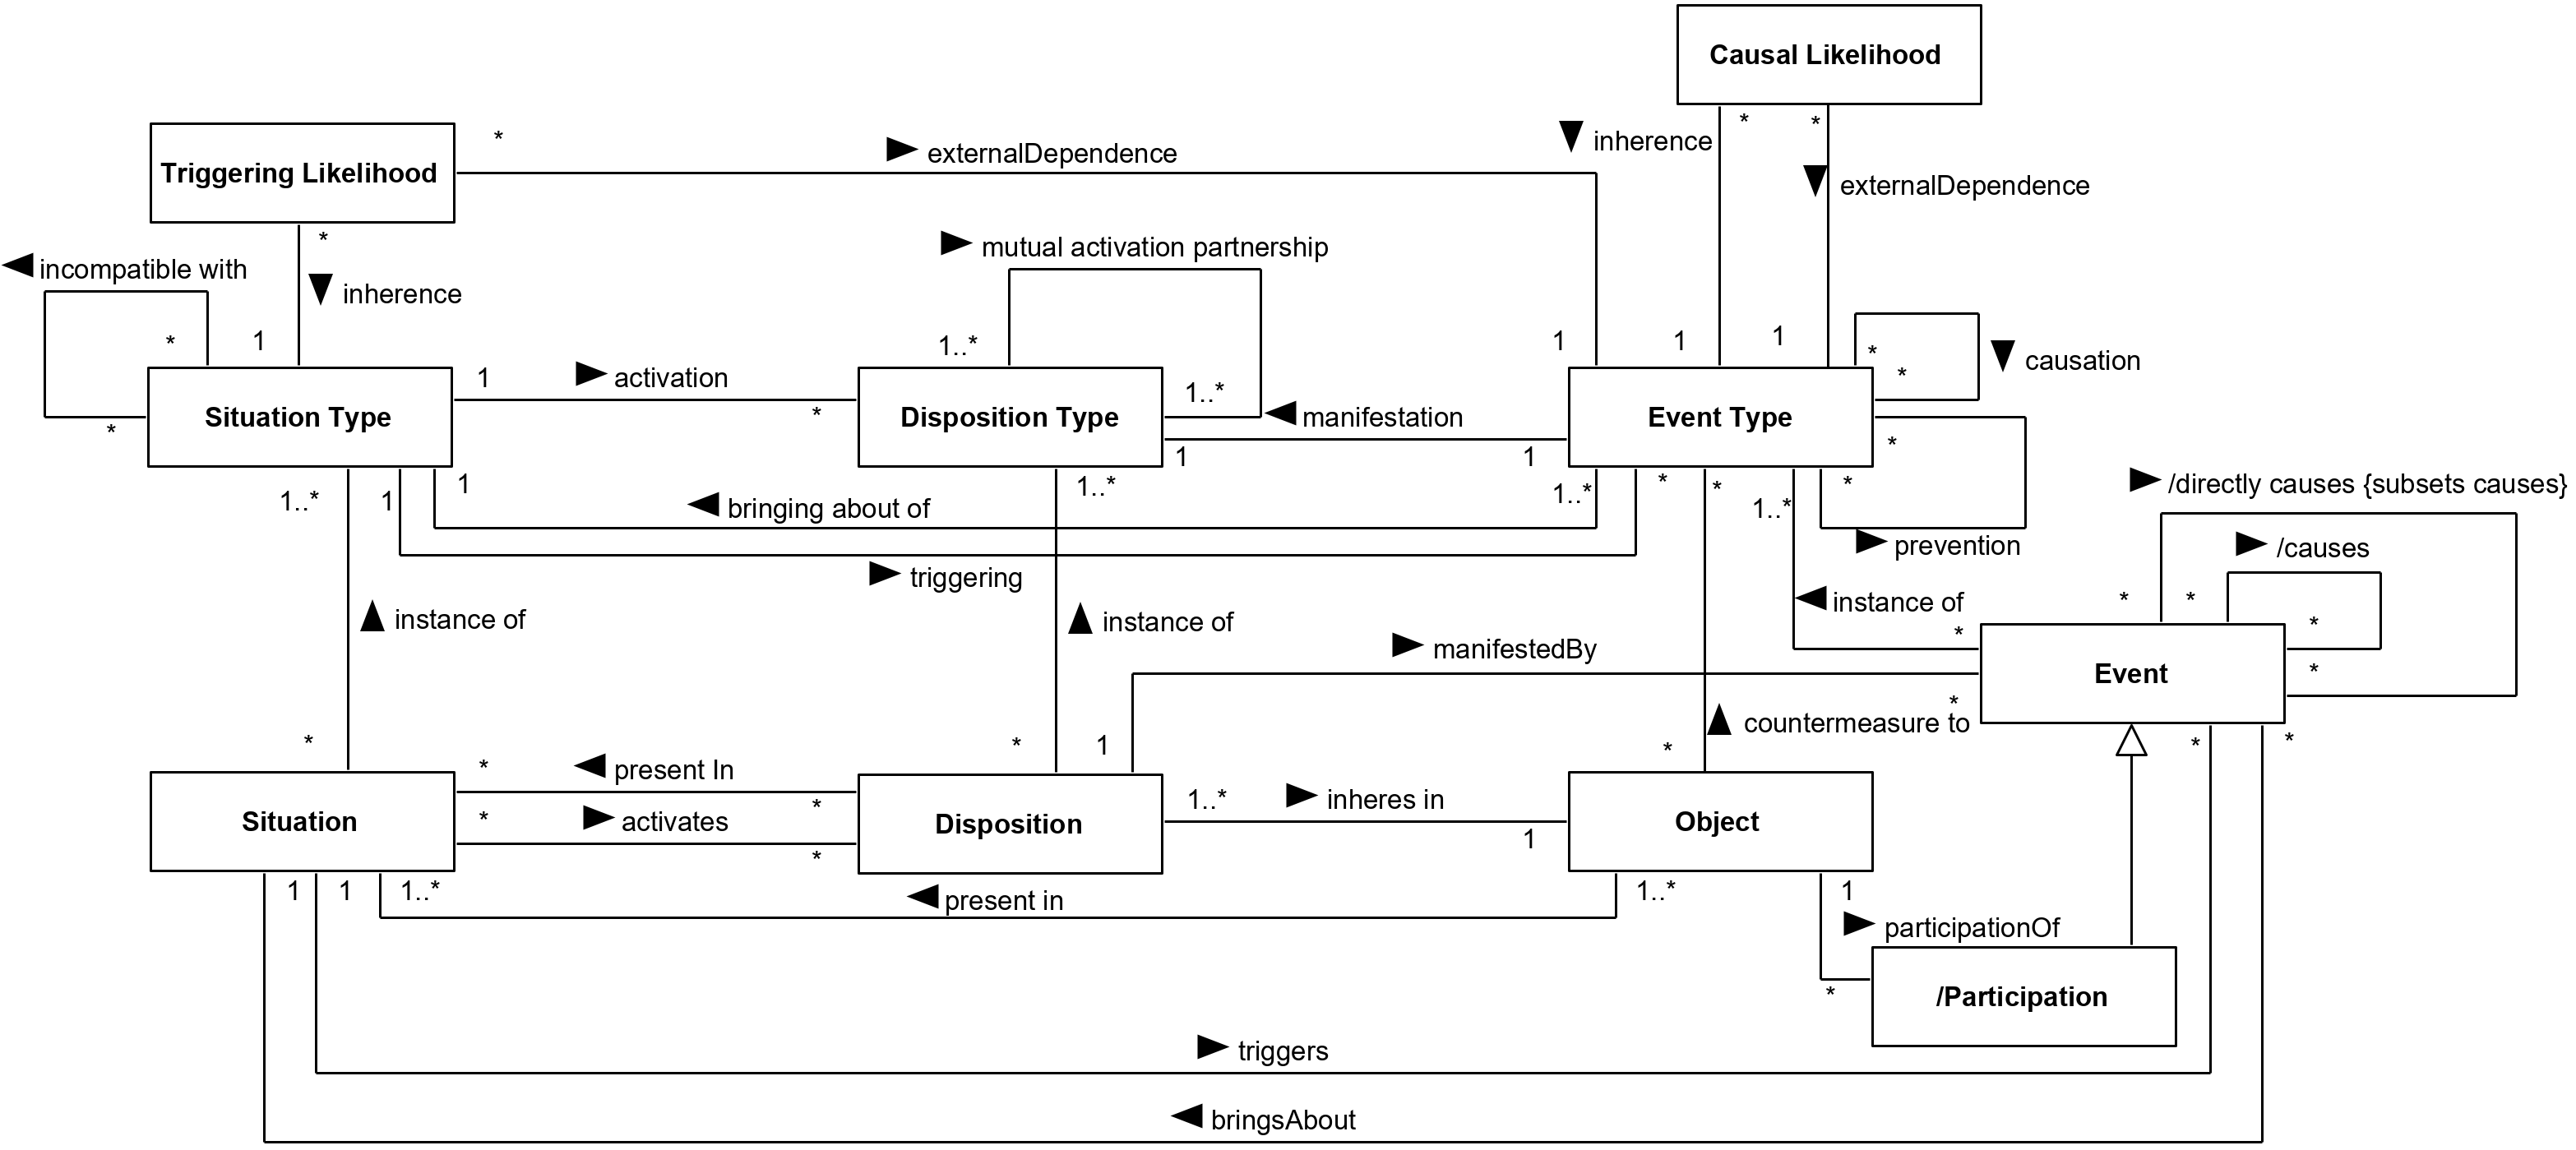 Causal Likelihood
* *
inherence
externalDependence
Triggering Likelihood
*
externalDependence
*
inherence
incompatible with
mutual activation partnership
* 1
1..*
1 1 1
* *
causation
1 activation
*
1..*
manifestation
Situation Type
Disposition Type
Event Type
*
1 1
*
prevention
1..* 1 1
bringing about of
1..*
1..* * * 1..* *
triggering
/directly causes {subsets causes}
/causes
instance of
instance of
instance of
*
* * *
*
manifestedBy
Event
*
countermeasure to
* * 1 * * *
* present In *
* activates *
Situation
Disposition
1..* inheres in 1
Object
1 1 1..*
present in
1..* 1
participationOf
*
/Participation
triggers
bringsAbout